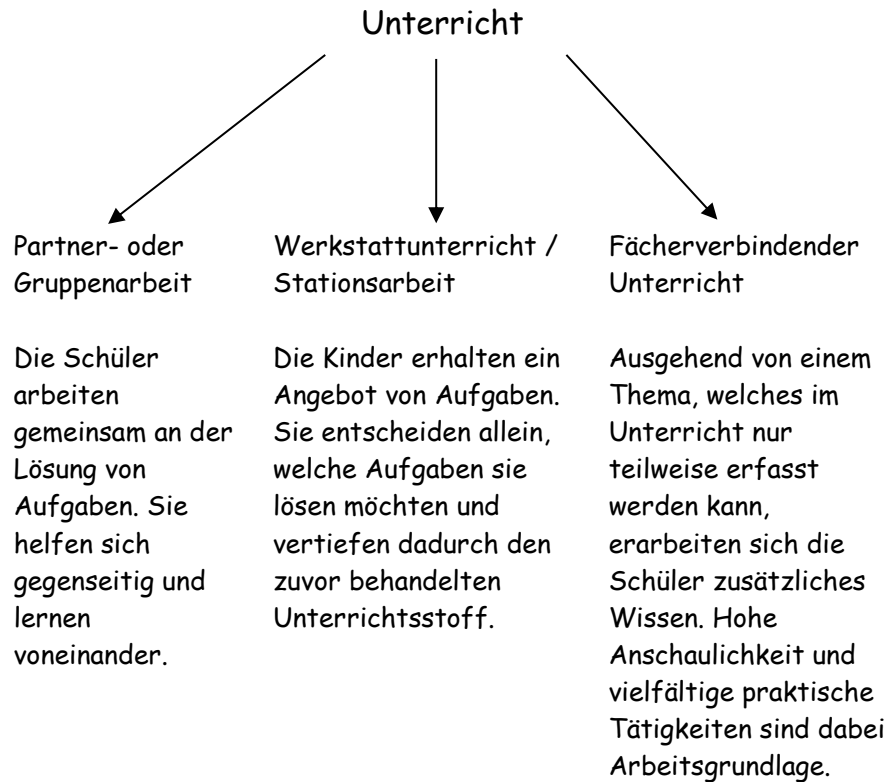 Unterricht
Partner- oder
Gruppenarbeit
Die Schüler
arbeiten
gemeinsam an der
Lösung von
Aufgaben. Sie
helfen sich
gegenseitig und
lernen
voneinander.
Werkstattunterricht /
Stationsarbeit
Die Kinder erhalten ein
Angebot von Aufgaben.
Sie entscheiden allein,
welche Aufgaben sie
lösen möchten und
vertiefen dadurch den
zuvor behandelten
Unterrichtsstoff.
Fächerverbindender
Unterricht
Ausgehend von einem
Thema, welches im
Unterricht nur
teilweise erfasst
werden kann,
erarbeiten sich die
Schüler zusätzliches
Wissen. Hohe
Anschaulichkeit und
vielfältige praktische
Tätigkeiten sind dabei
Arbeitsgrundlage.